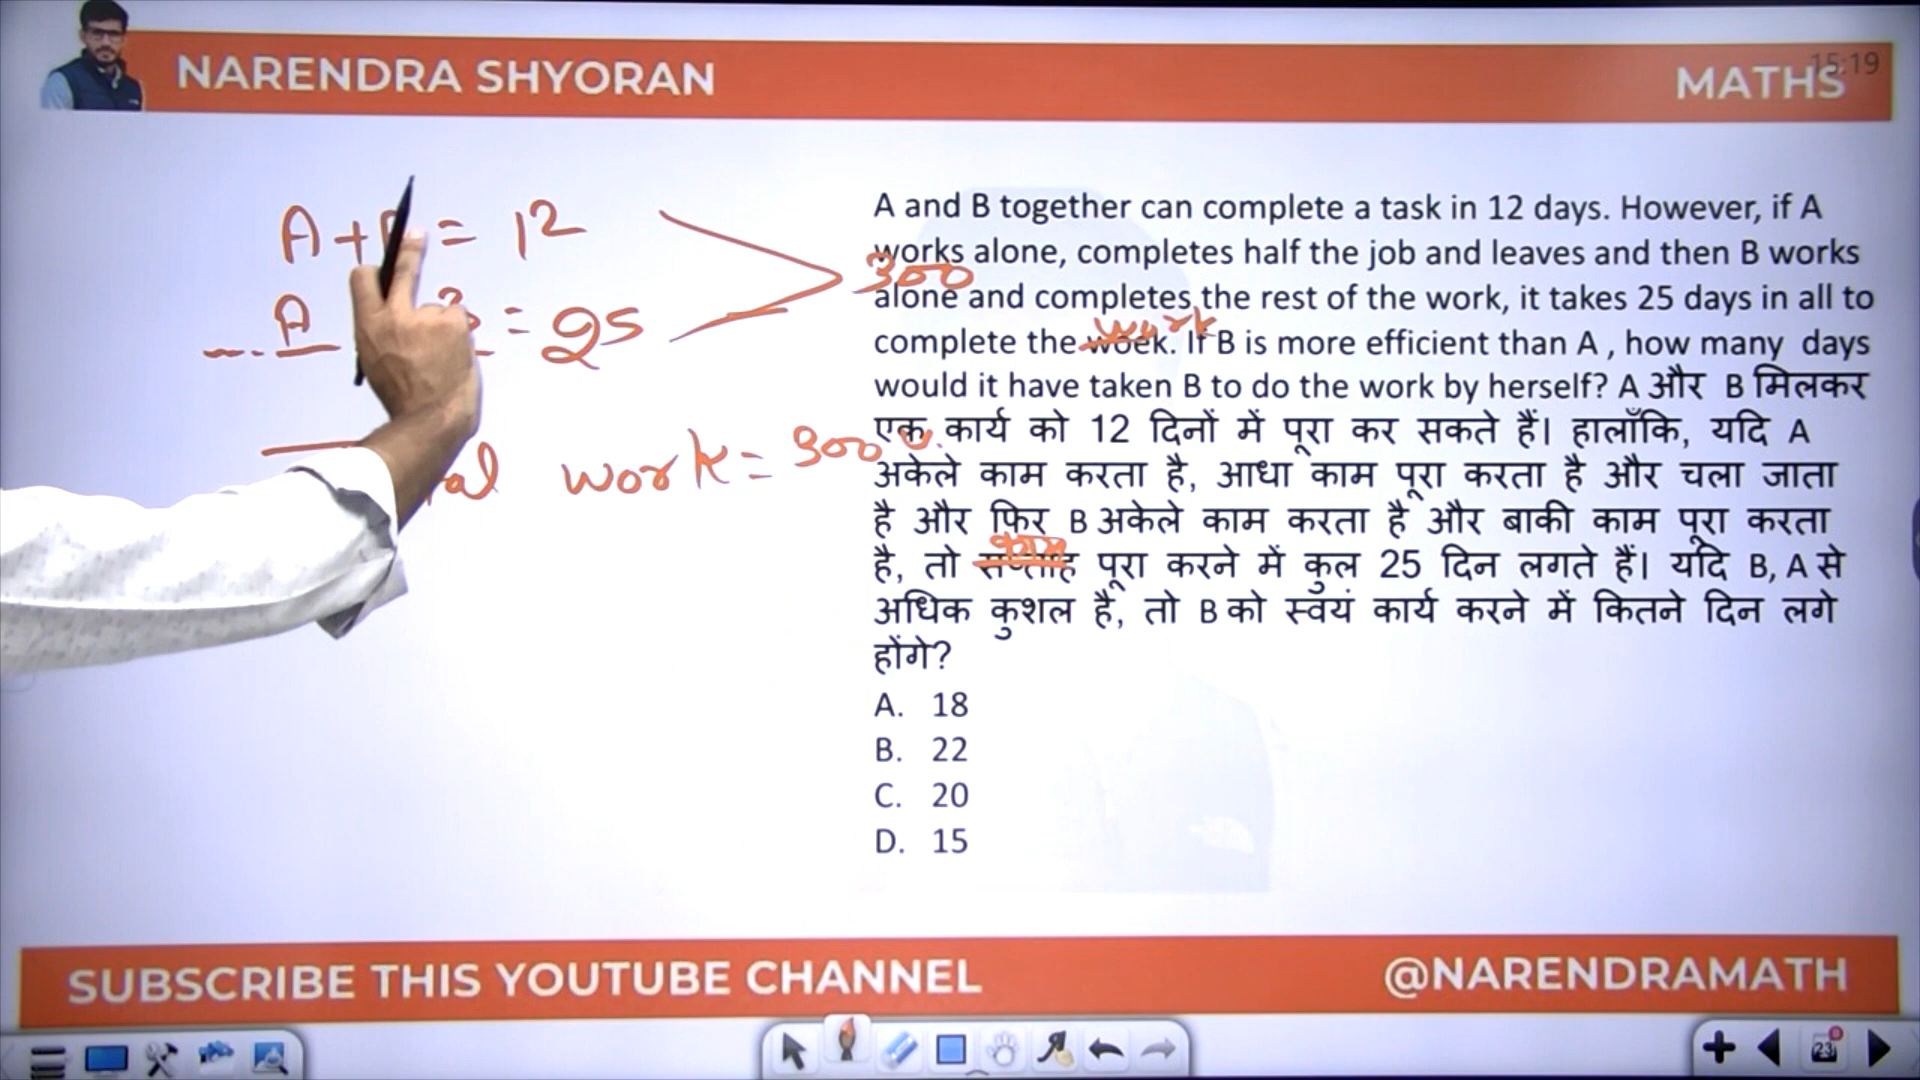 NARENDRA SHYORAN
MATHS
15:19
A+ = 12
A = 25
300
work = 300
A and B together can complete a task in 12 days. However, if A
works alone, completes half the job and leaves and then B works
alone and completes the rest of the work, it takes 25 days in all to
complete the woek. If B is more efficient than A , how many days
work
would it have taken B to do the work by herself? A और B मिलकर
एक कार्य को 12 दिनों में पूरा कर सकते हैं। हालाँकि, यदि A
अकेले काम करता है, आधा काम पूरा करता है और चला जाता
है और फिर B अकेले काम करता है और बाकी काम पूरा करता
काम
है, तो सप्ताह पूरा करने में कुल 25 दिन लगते हैं। यदि B, A से
अधिक कुशल है, तो B को स्वयं कार्य करने में कितने दिन लगे
होंगे?
A. 18
B. 22
C. 20
D. 15
SUBSCRIBE THIS YOUTUBE CHANNEL
@NARENDRAMATH
23